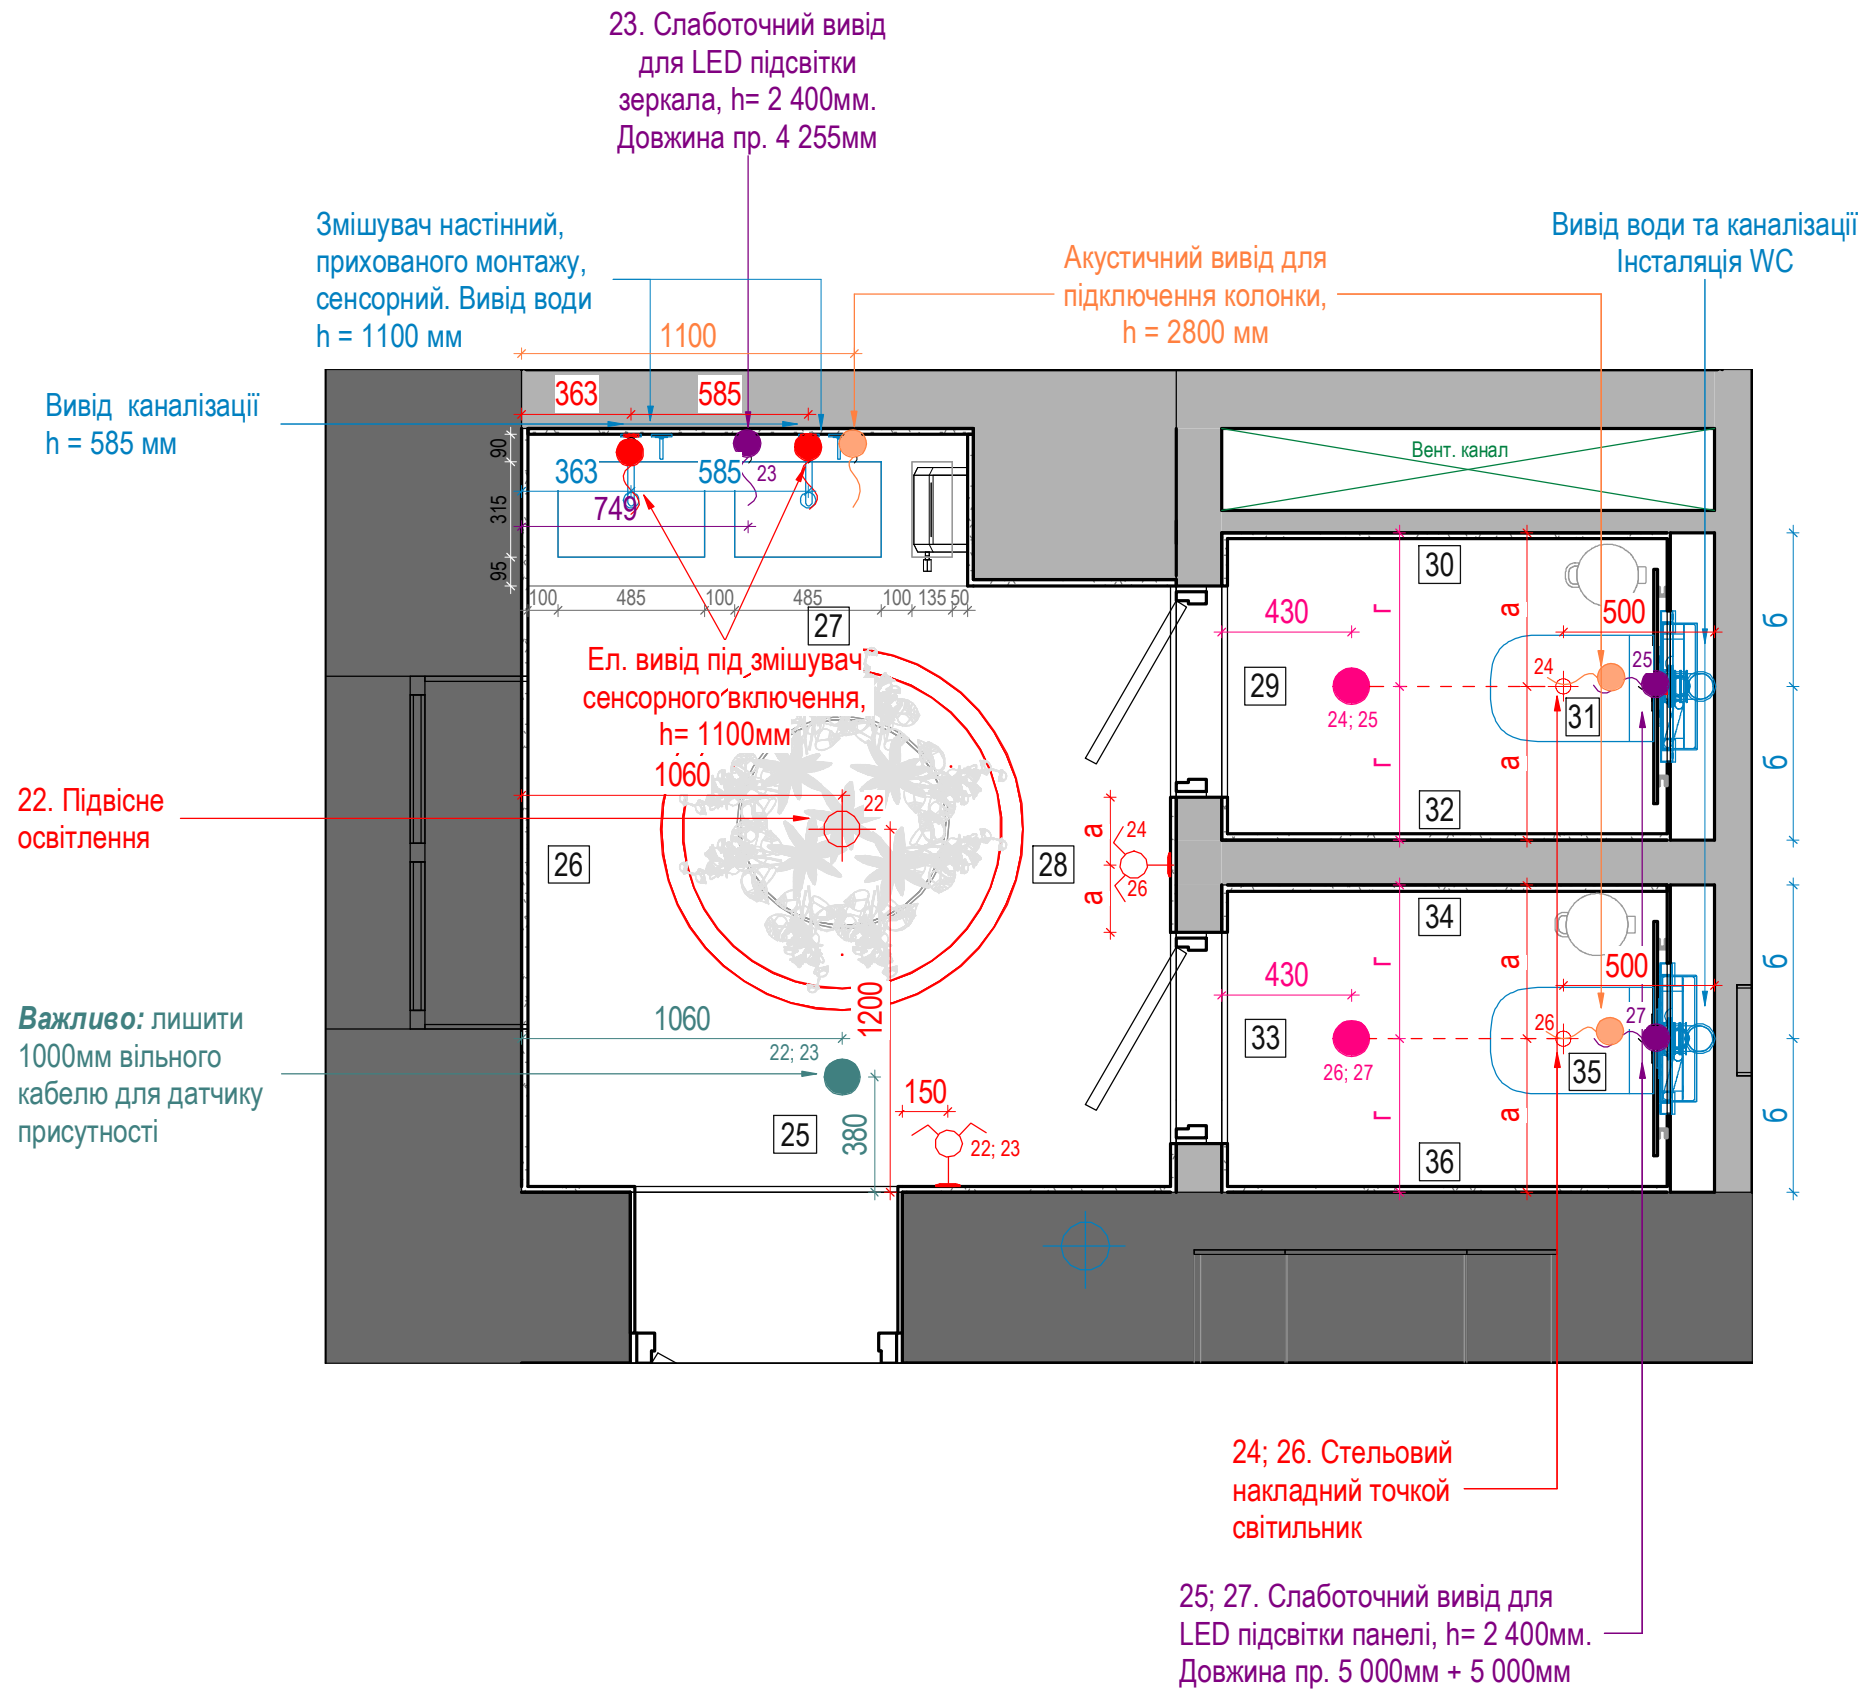 23. Слаботочний вивід
для LED підсвітки
зеркала, h= 2 400мм.
Довжина пр. 4 255мм
Змішувач настінний,
прихованого монтажу,
сенсорний. Вивід води
h = 1100 мм
Акустичний вивід для
підключення колонки,
h = 2800 мм
Вивід води та каналізації
Інсталяція WC
1100
Вивід каналізації
h = 585 мм
363
585
90
363
585
23
749
315
95
100
485
100
485
100
135
50
27
Вент. канал
Ел. вивід під змішувач
сенсорного включення,
h= 1100мм
1060
22
22. Підвісне
освітлення
26
28
а
а
24
26
1200
Важливо: лишити
1000мм вільного
кабелю для датчику
присутності
1060
22; 23
380
25
150
22; 23
30
430
г
а
500
б
29
24; 25
24
25
31
г
а
б
32
34
430
г
а
500
б
33
26; 27
26
27
35
г
а
б
36
24; 26. Стельовий
накладний точкой
світильник
25; 27. Слаботочний вивід для
LED підсвітки панелі, h= 2 400мм.
Довжина пр. 5 000мм + 5 000мм